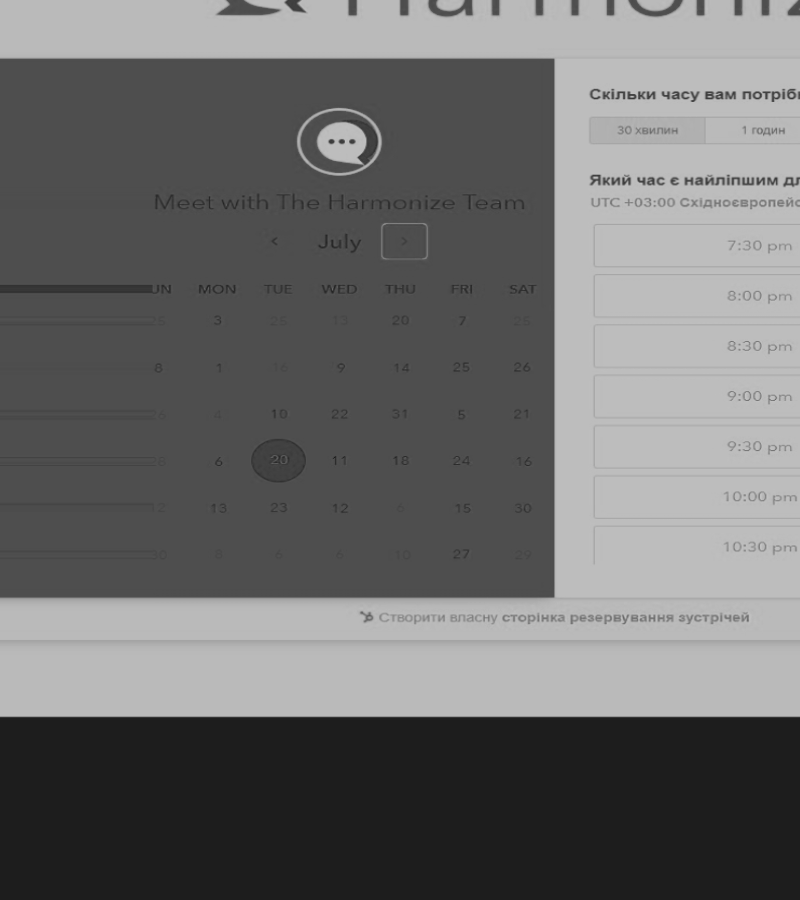 Harmoniz
Meet with The Harmonize Team
‹ July ›
UN MON TUE WED THU FRI SAT
25 3 25 13 20 7 25
8 1 16 9 14 25 26
26 4 10 22 31 5 21
28 6 20 11 18 24 16
2 13 23 12 6 15 30
30 8 6 6 10 27 29
Скільки часу вам потріб
30 хвилин 1 годин
Який час є найліпшим дл
UTC +03:00 Східноєвропейс
7:30 pm
8:00 pm
8:30 pm
9:00 pm
9:30 pm
10:00 pm
10:30 pm
Створити власну сторінка резервування зустрічей